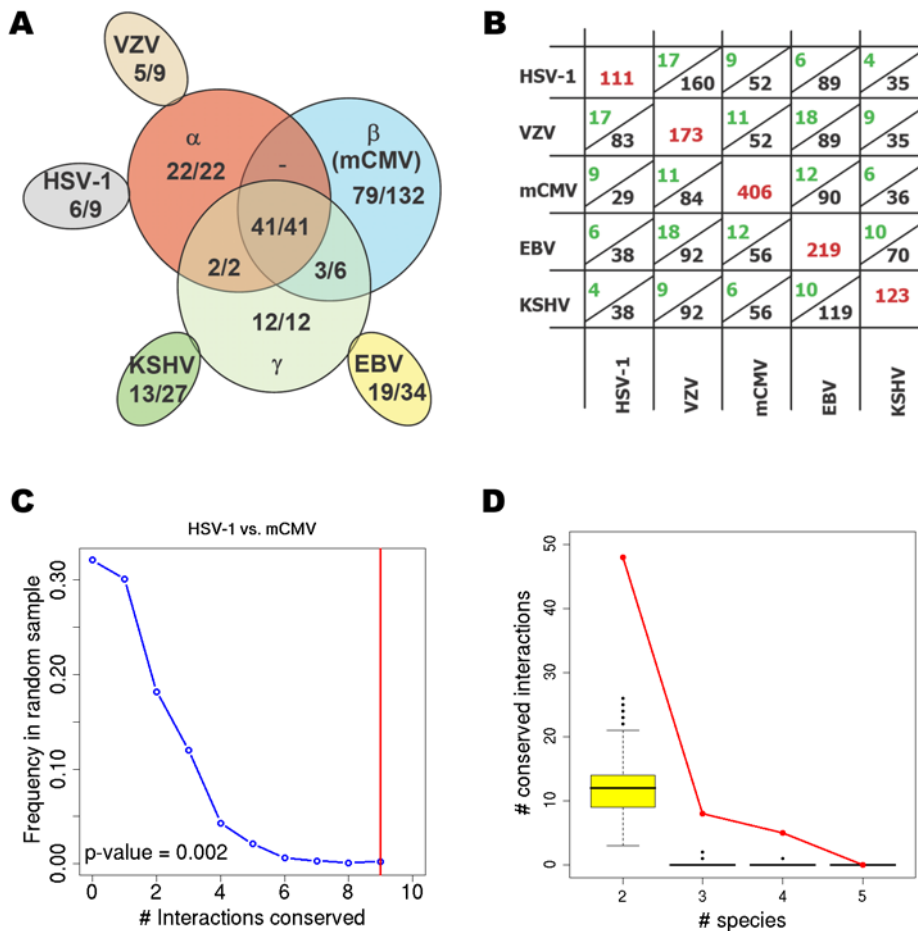 A
VZV
5/9
α
22/22
-
β
(mCMV)
79/132
HSV-1
6/9
41/41
2/2
3/6
12/12
γ
KSHV
13/27
EBV
19/34
B
HSV-1 111 17 160 9 52 6 89 4 35
VZV 17 83 173 11 52 18 89 9 35
mCMV 9 29 11 84 406 12 90 6 36
EBV 6 38 18 92 12 56 219 10 70
KSHV 4 38 9 92 6 56 10 119 123
HSV-1 VZV mCMV EBV KSHV
C
HSV-1 vs. mCMV
Frequency in random sample
0.30
0.20
0.10
0.00
p-value = 0.002
0 2 4 6 8 10
# Interactions conserved
D
# conserved interactions
50
40
30
20
10
0
2 3 4 5
# species